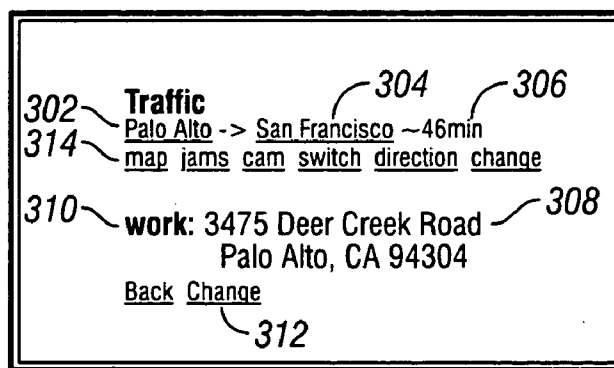 304 306
Traffic
302 Palo Alto -> San Francisco ~46min
314 map jams cam switch direction change
310 work: 3475 Deer Creek Road 308
Palo Alto, CA 94304
Back Change
312